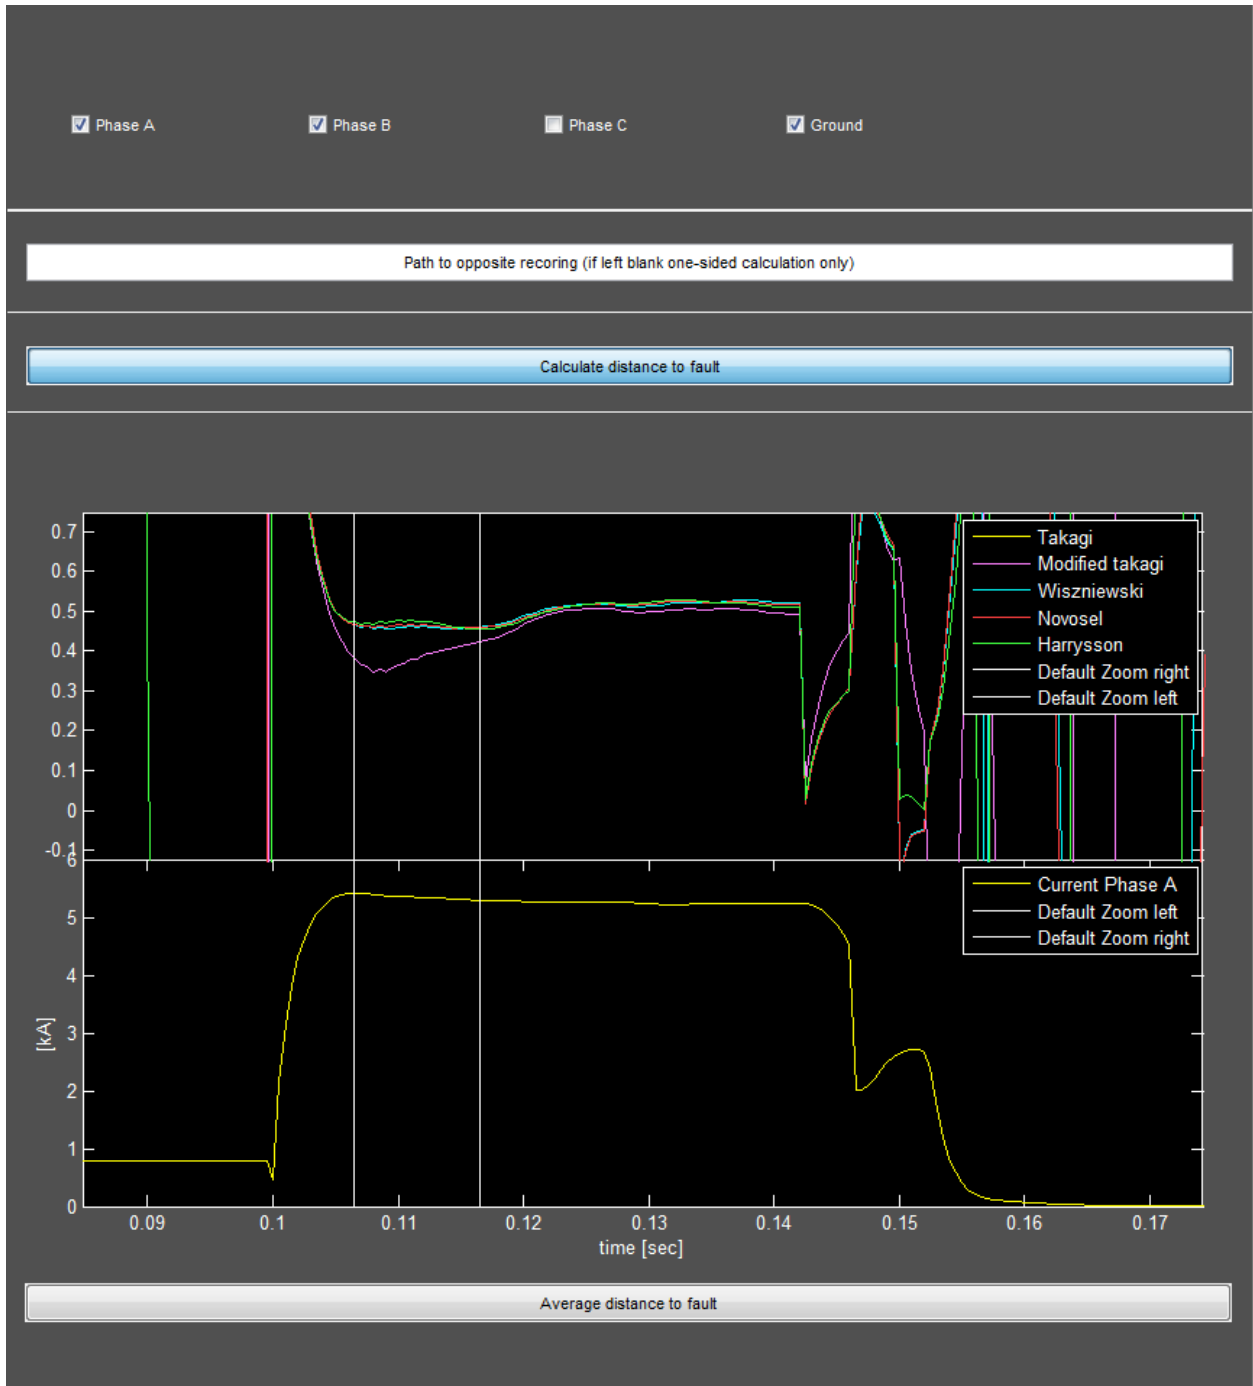 Phase A Phase B Phase C Ground
Path to opposite recoring (if left blank one-sided calculation only)
Calculate distance to fault
0.7
0.6
0.5
0.4
0.3
0.2
0.1
0
-0.1
Takagi
Modified takagi
Wiszniewski
Novosel
Harrysson
Default Zoom right
Default Zoom left
6
5
4
3
2
1
0
[kA]
Current Phase A
Default Zoom left
Default Zoom right
0.09 0.1 0.11 0.12 0.13 0.14 0.15 0.16 0.17
time [sec]
Average distance to fault